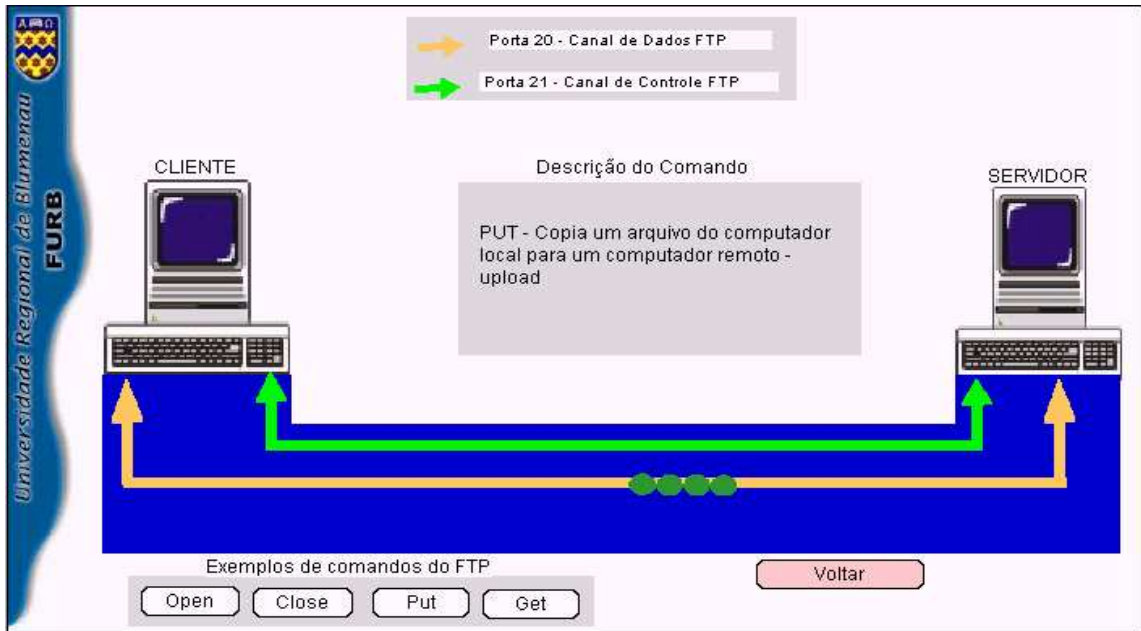 Universidade Regional de Blumenau
FURB
Porta 20 - Canal de Dados FTP
Porta 21 - Canal de Controle FTP
CLIENTE
Descrição do Comando
SERVIDOR
PUT - Copia um arquivo do computador
local para um computador remoto -
upload
Exemplos de comandos do FTP
Open
Close
Put
Get
Voltar